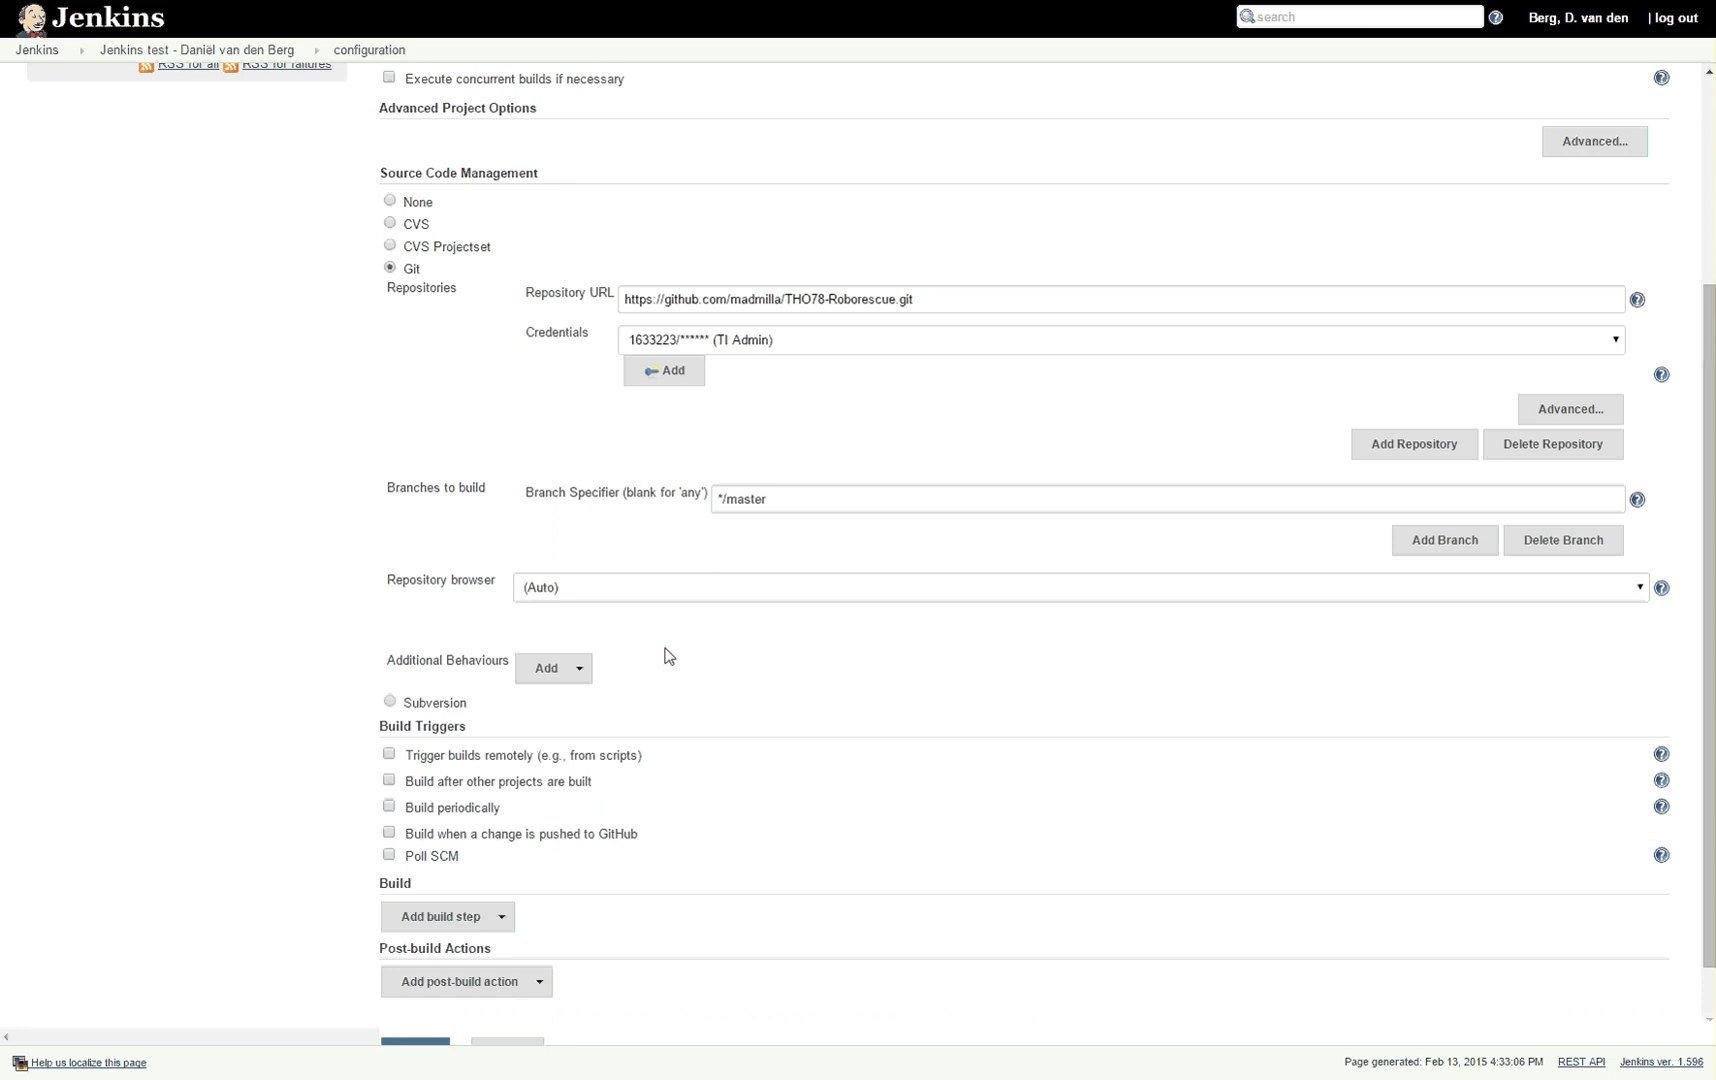 Jenkins
search
Berg, D. van den
| log out
Jenkins
Jenkins test - Daniël van den Berg
configuration
RSS for all
RSS for failures
Execute concurrent builds if necessary
Advanced Project Options
Advanced...
Source Code Management
None
CVS
CVS Projectset
Git
Repositories
Repository URL
https://github.com/madmilla/THO78-Roborescue.git
Credentials
1633223/****** (TI Admin)
Add
Advanced...
Add Repository
Delete Repository
Branches to build
Branch Specifier (blank for 'any')
*/master
Add Branch
Delete Branch
Repository browser
(Auto)
Additional Behaviours
Add
Subversion
Build Triggers
Trigger builds remotely (e.g., from scripts)
Build after other projects are built
Build periodically
Build when a change is pushed to GitHub
Poll SCM
Build
Add build step
Post-build Actions
Add post-build action
Help us localize this page
Page generated: Feb 13, 2015 4:33:06 PM
REST API
Jenkins ver. 1.596